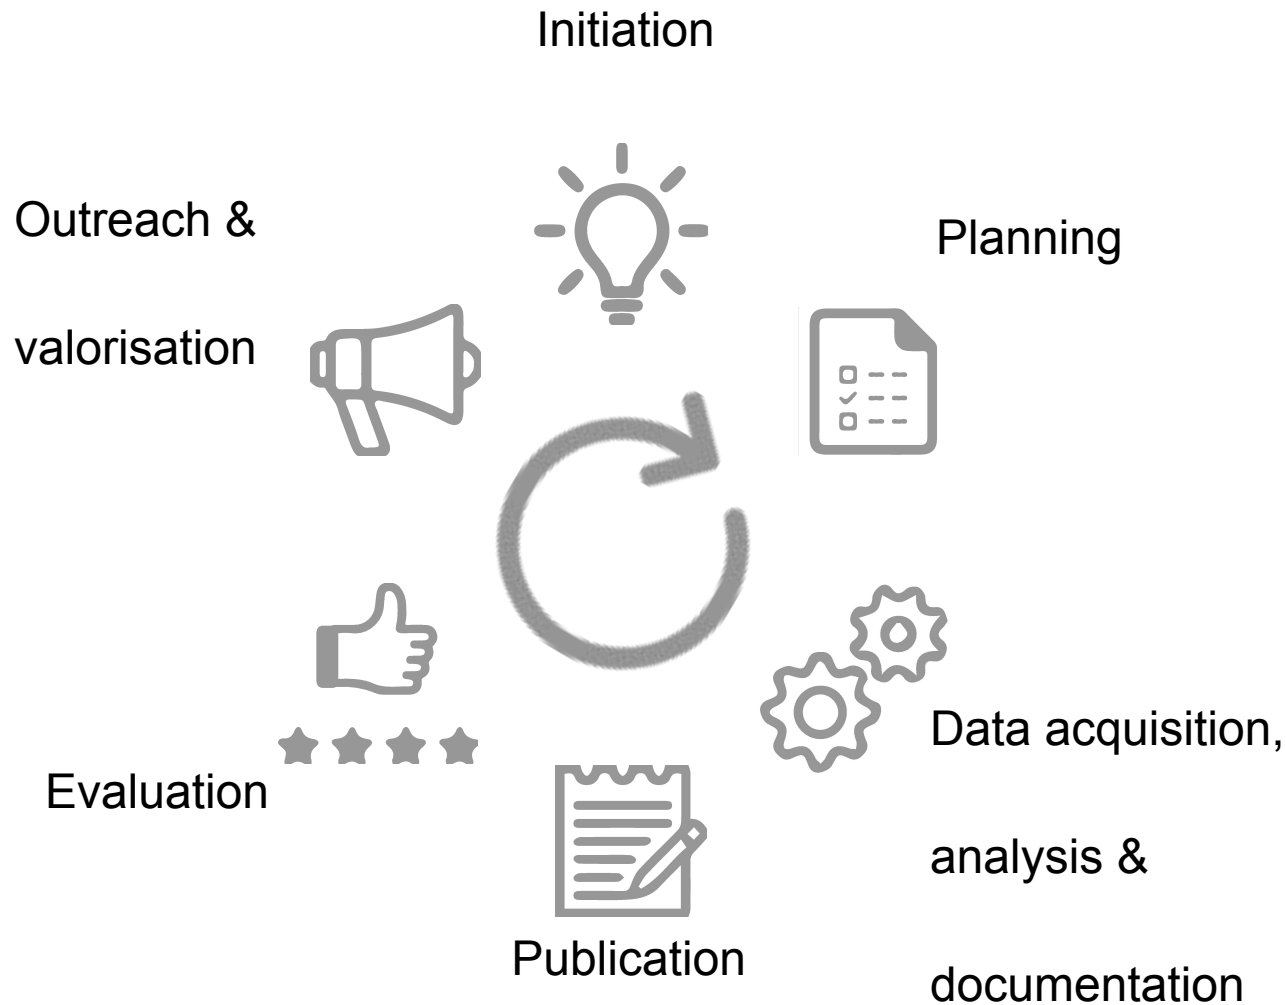 Initiation
Planning
Data acquisition,
analysis &
documentation
Publication
Evaluation
Outreach &
valorisation